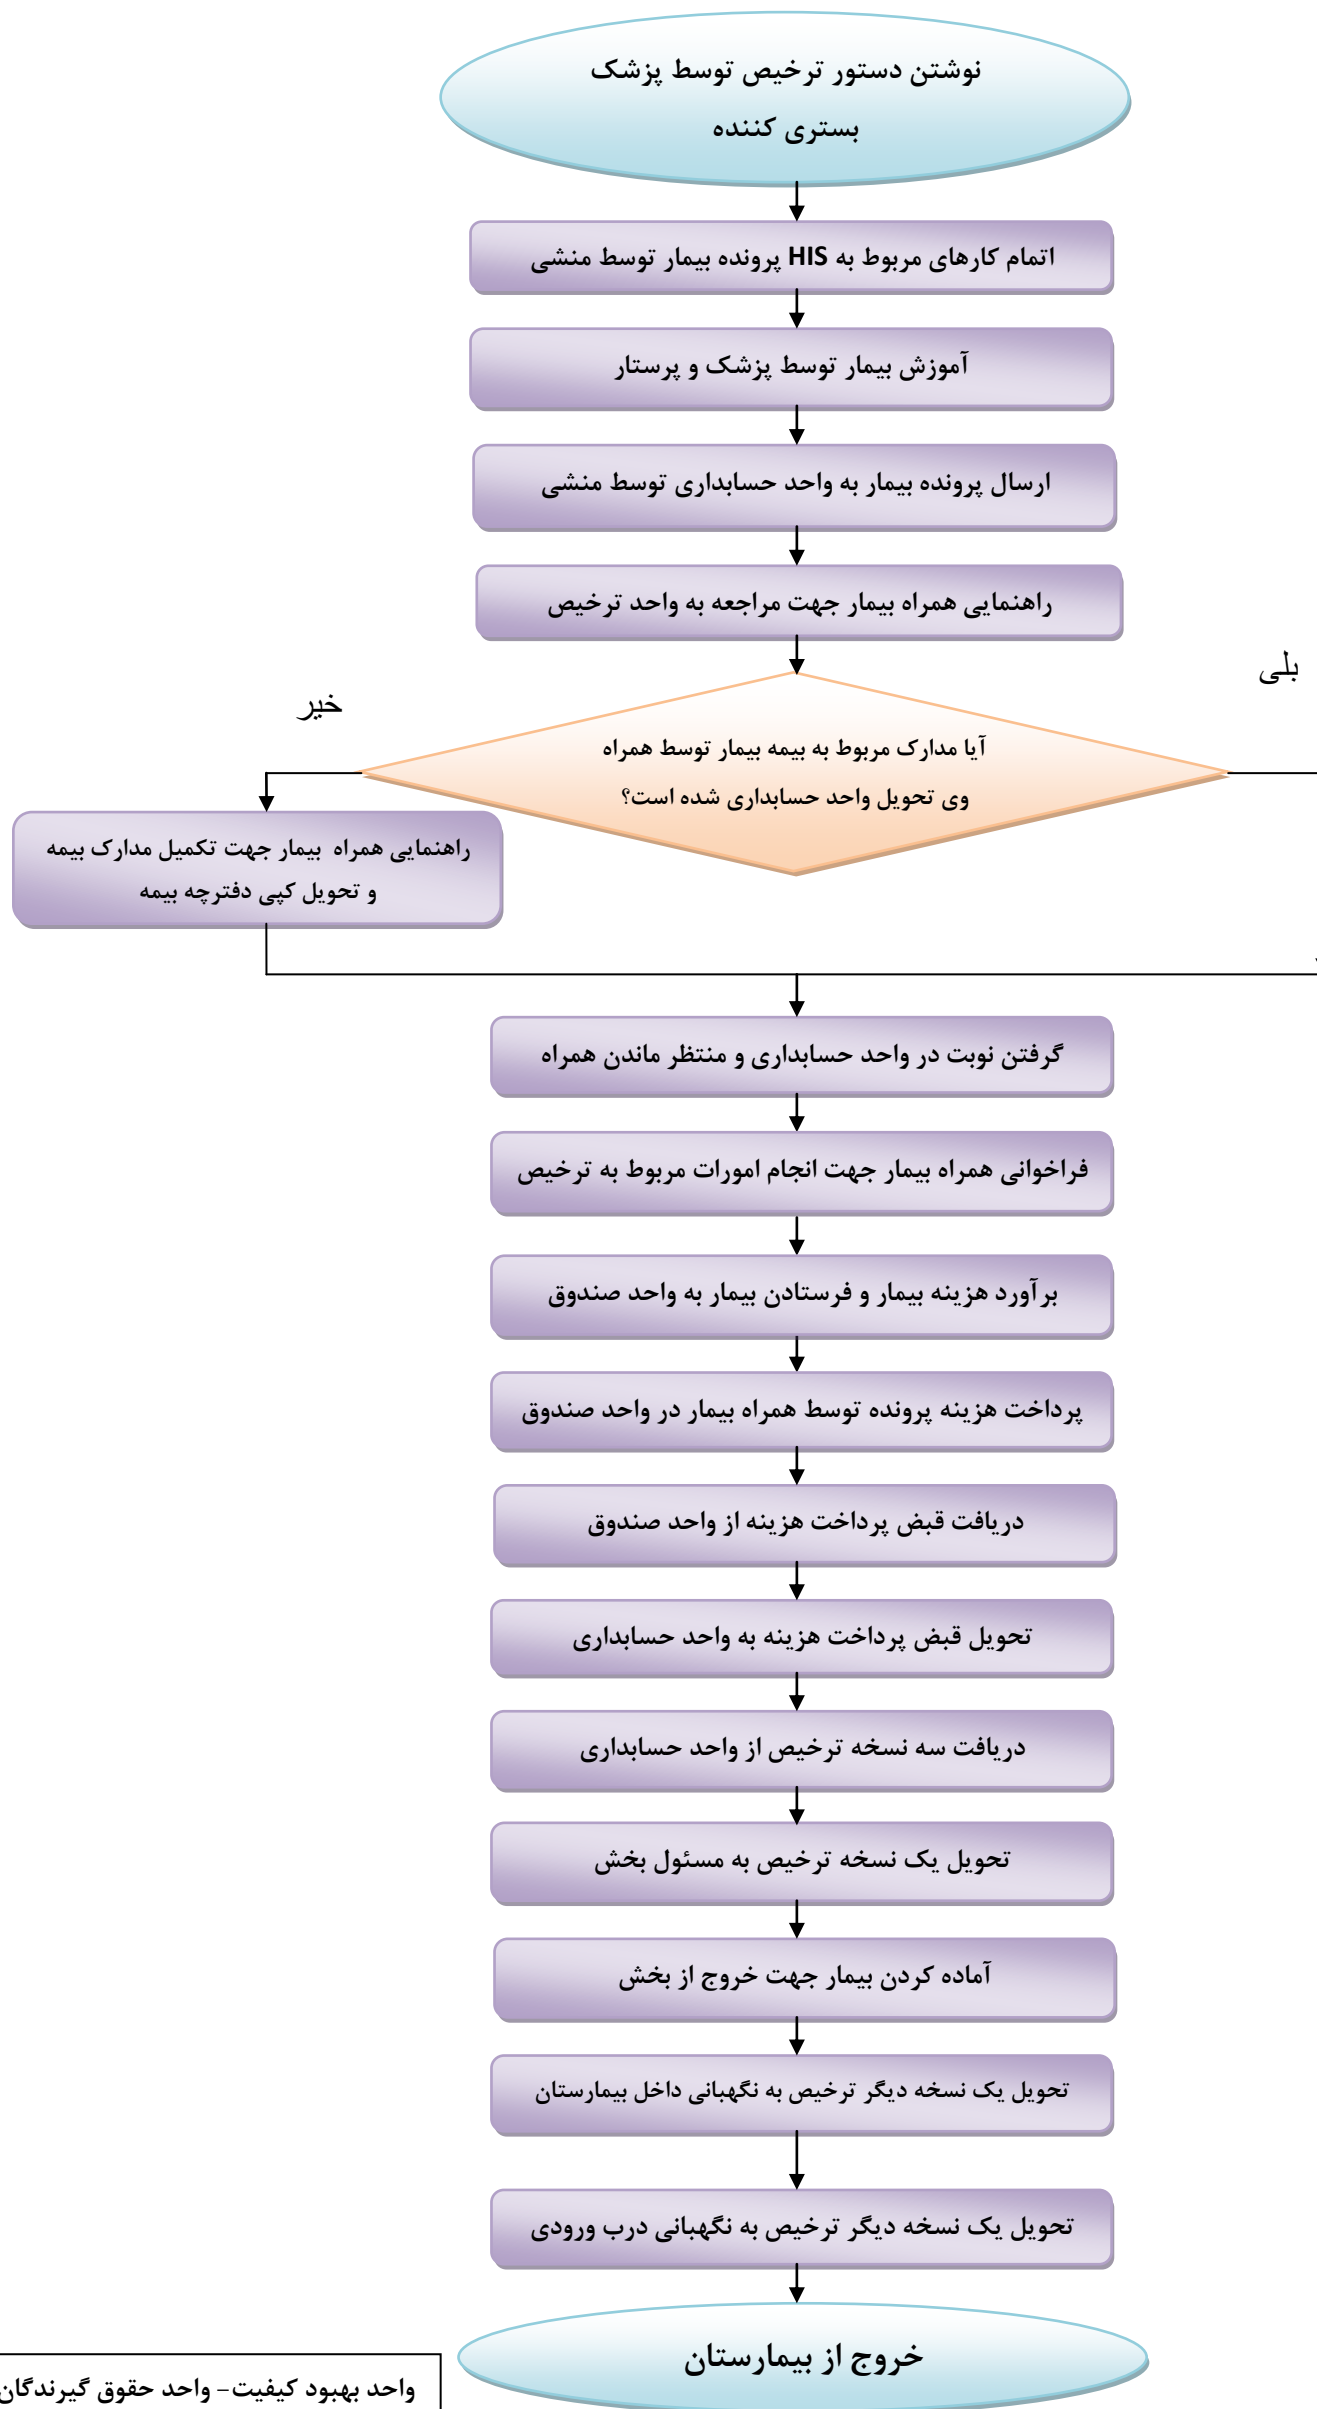 نوشتن دستور ترخیص توسط پزشک
بستری کننده
اتمام کارهای مربوط به HIS پرونده بیمار توسط منشی
آموزش بیمار توسط پزشک و پرستار
ارسال پرونده بیمار به واحد حسابداری توسط منشی
راهنمایی همراه بیمار جهت مراجعه به واحد ترخیص
بلی
خیر
آیا مدارک مربوط به بیمه بیمار توسط همراه
وی تحویل واحد حسابداری شده است؟
راهنمایی همراه بیمار جهت تکمیل مدارک بیمه
و تحویل کپی دفترچه بیمه
گرفتن نوبت در واحد حسابداری و منتظر ماندن همراه
فراخوانی همراه بیمار جهت انجام امورات مربوط به ترخیص
برآورد هزینه بیمار و فرستادن بیمار به واحد صندوق
پرداخت هزینه پرونده توسط همراه بیمار در واحد صندوق
دریافت قبض پرداخت هزینه از واحد صندوق
تحویل قبض پرداخت هزینه به واحد حسابداری
دریافت سه نسخه ترخیص از واحد حسابداری
تحویل یک نسخه ترخیص به مسئول بخش
آماده کردن بیمار جهت خروج از بخش
تحویل یک نسخه دیگر ترخیص به نگهبانی داخل بیمارستان
تحویل یک نسخه دیگر ترخیص به نگهبانی درب ورودی
خروج از بیمارستان
واحد بهبود کیفیت- واحد حقوق گیرندگان